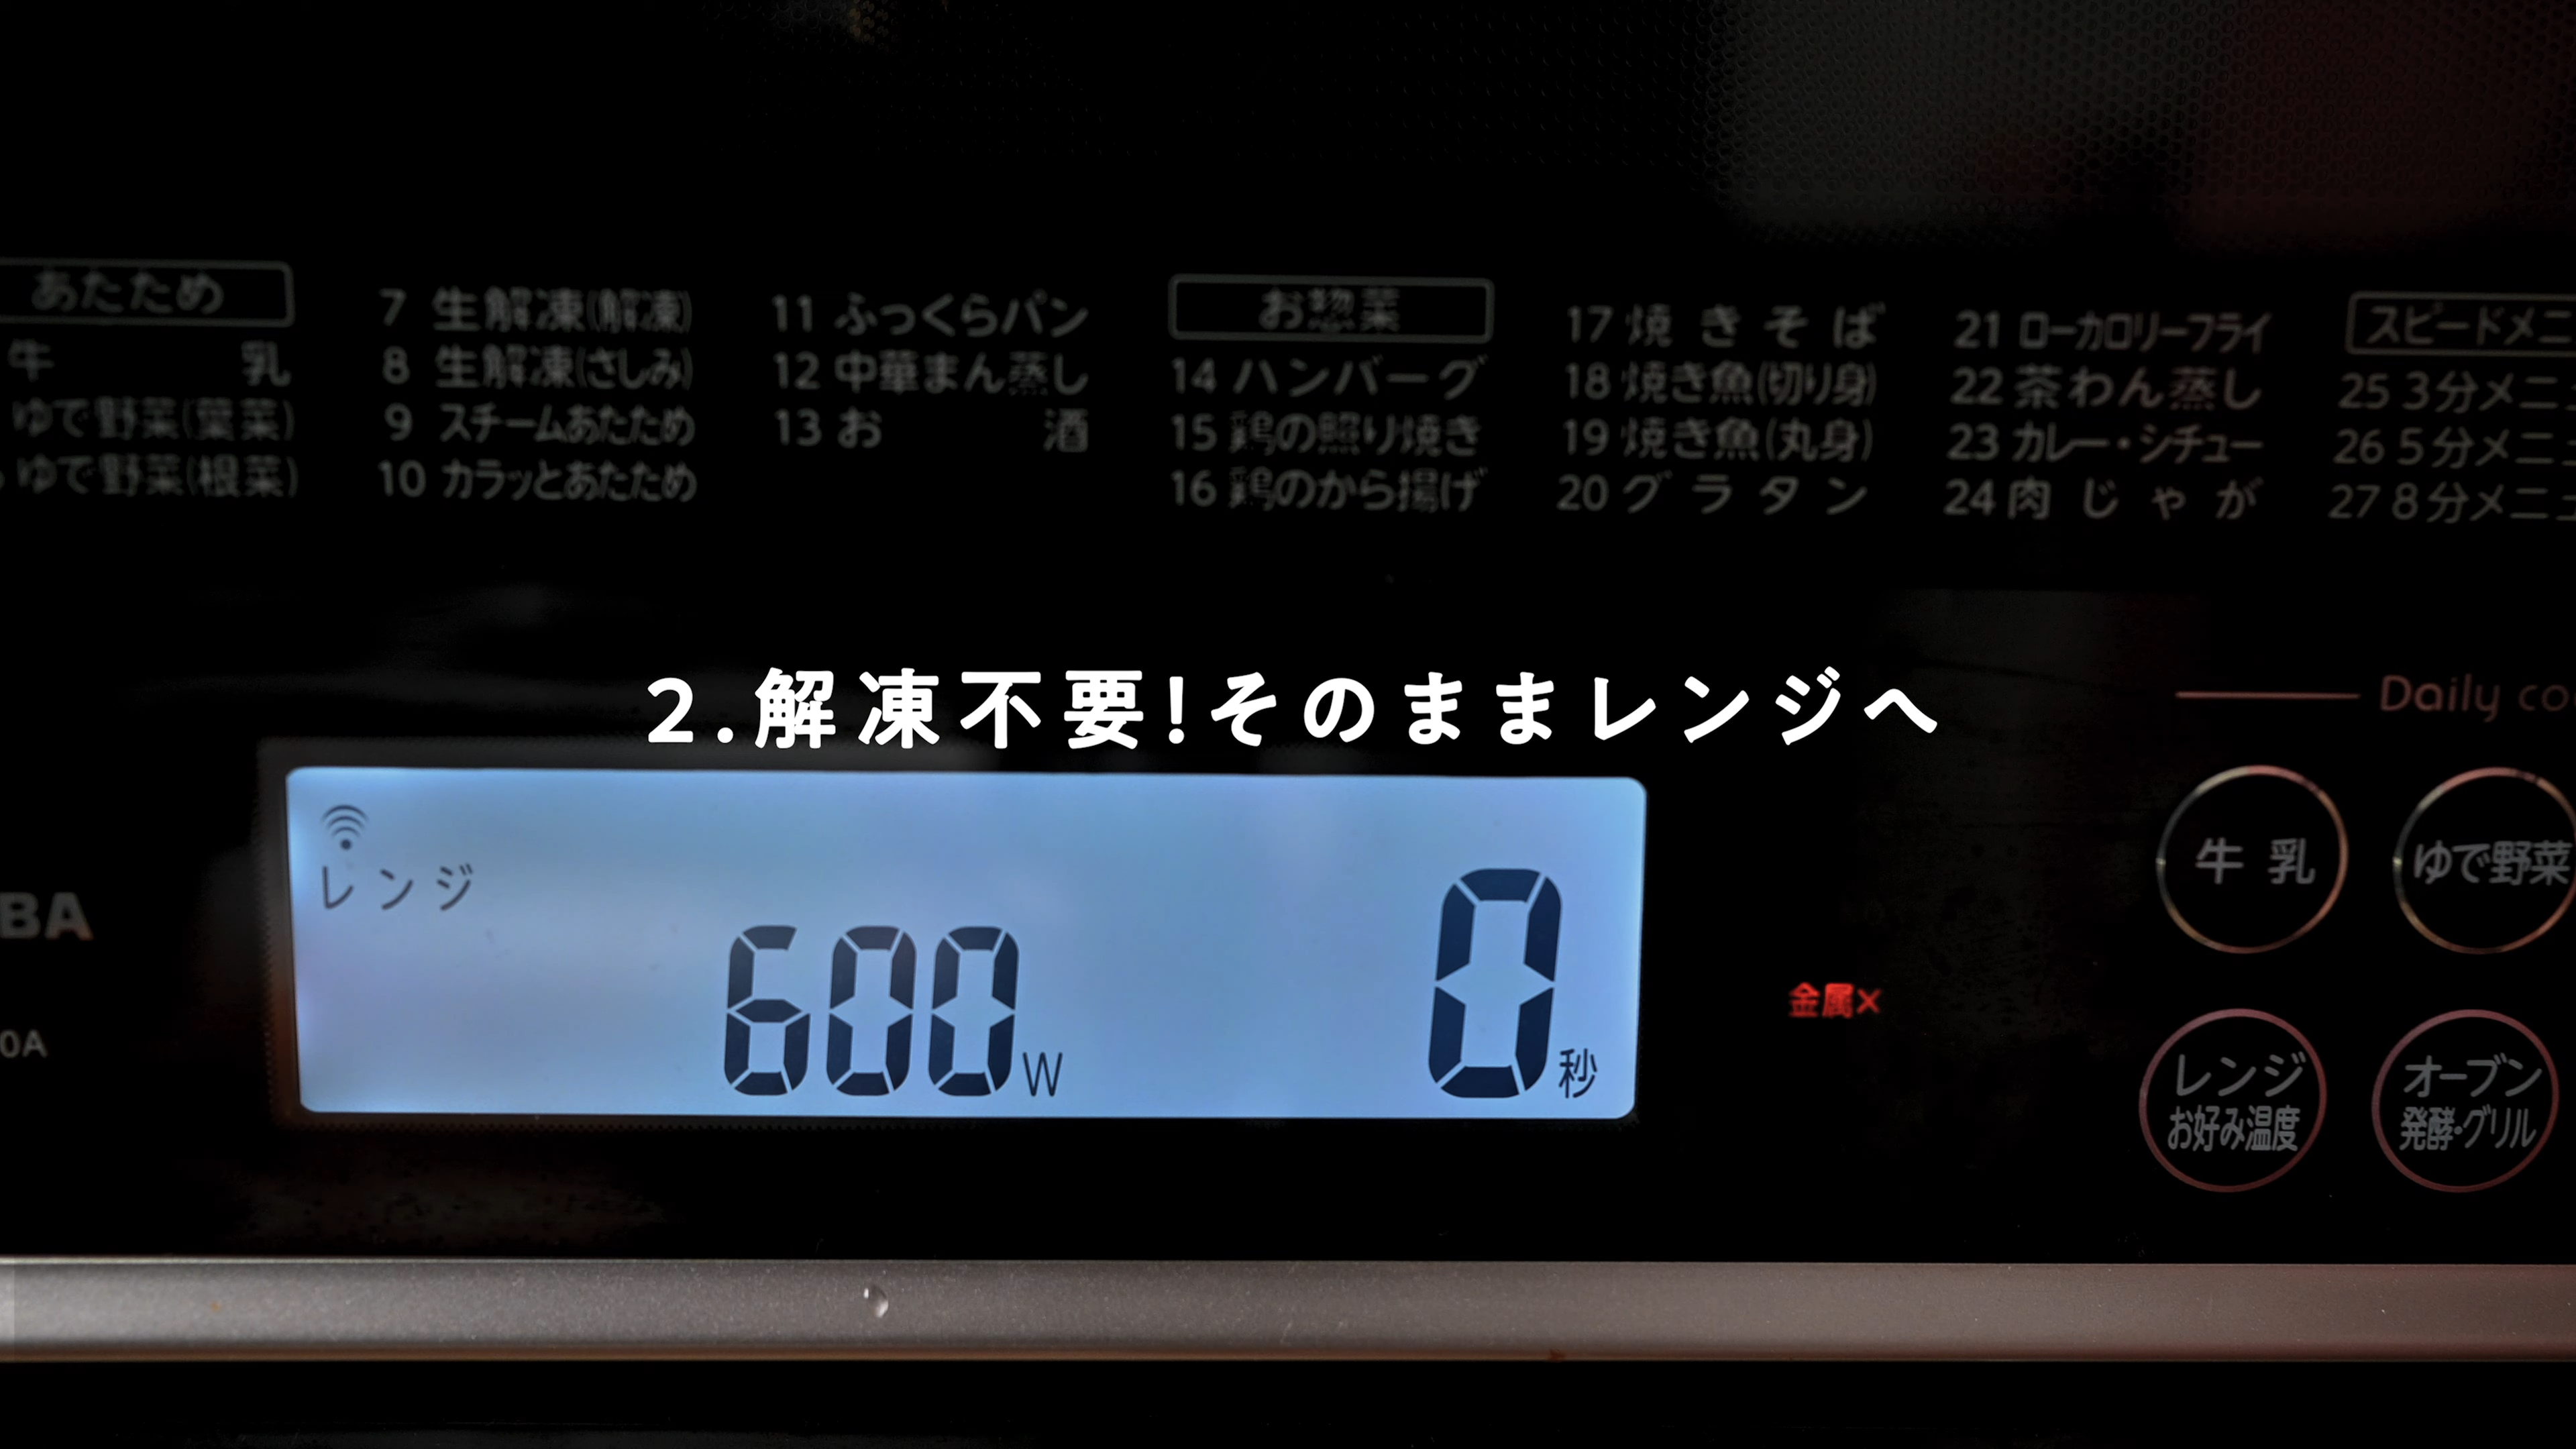 あたため
牛乳
ゆで野菜(葉菜)
ゆで野菜(根菜)
7 生解凍(解凍)
8 生解凍(さしみ)
9 スチームあたため
10 カラッとあたため
11 ふっくらパン
12 中華まん蒸し
13 お酒
お惣菜
14 ハンバーグ
15 鶏の照り焼き
16 鶏のから揚げ
17 焼きそば
18 焼き魚(切り身)
19 焼き魚(丸身)
20 グラタン
21 ローカロリーフライ
22 茶わん蒸し
23 カレー・シチュー
24 肉じゃが
スピードメニ
25 3分メニ
26 5分メニ
27 8分メニ
2.解凍不要!そのままレンジへ
Daily co
レンジ
600W 0秒
BA
0A
金属×
牛乳
ゆで野菜
レンジ
お好み温度
オーブン
発酵・グリル